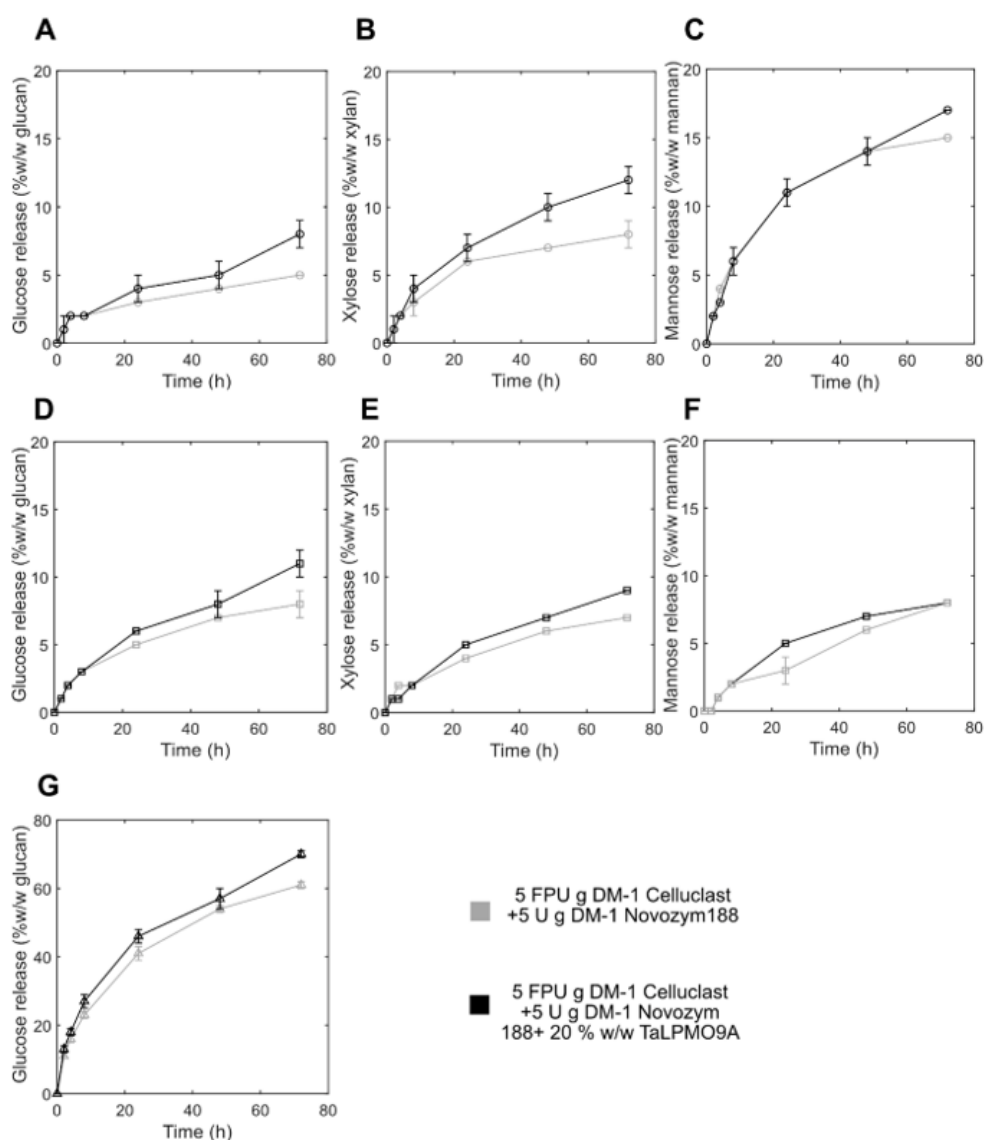 A
B
C
20
15
10
5
0
Glucose release (%w/w glucan)
0 20 40 60 80
Time (h)
20
15
10
5
0
Xylose release (%w/w xylan)
0 20 40 60 80
Time (h)
20
15
10
5
0
Mannose release (%w/w mannan)
0 20 40 60 80
Time (h)
D
E
F
20
15
10
5
0
Glucose release (%w/w glucan)
0 20 40 60 80
Time (h)
20
15
10
5
0
Xylose release (%w/w xylan)
0 20 40 60 80
Time (h)
20
15
10
5
0
Mannose release (%w/w mannan)
0 20 40 60 80
Time (h)
G
80
60
40
20
0
Glucose release (%w/w glucan)
0 20 40 60 80
Time (h)
5 FPU g DM-1 Celluclast
+5 U g DM-1 Novozym188
5 FPU g DM-1 Celluclast
+5 U g DM-1 Novozym
188+ 20 % w/w TaLPMO9A